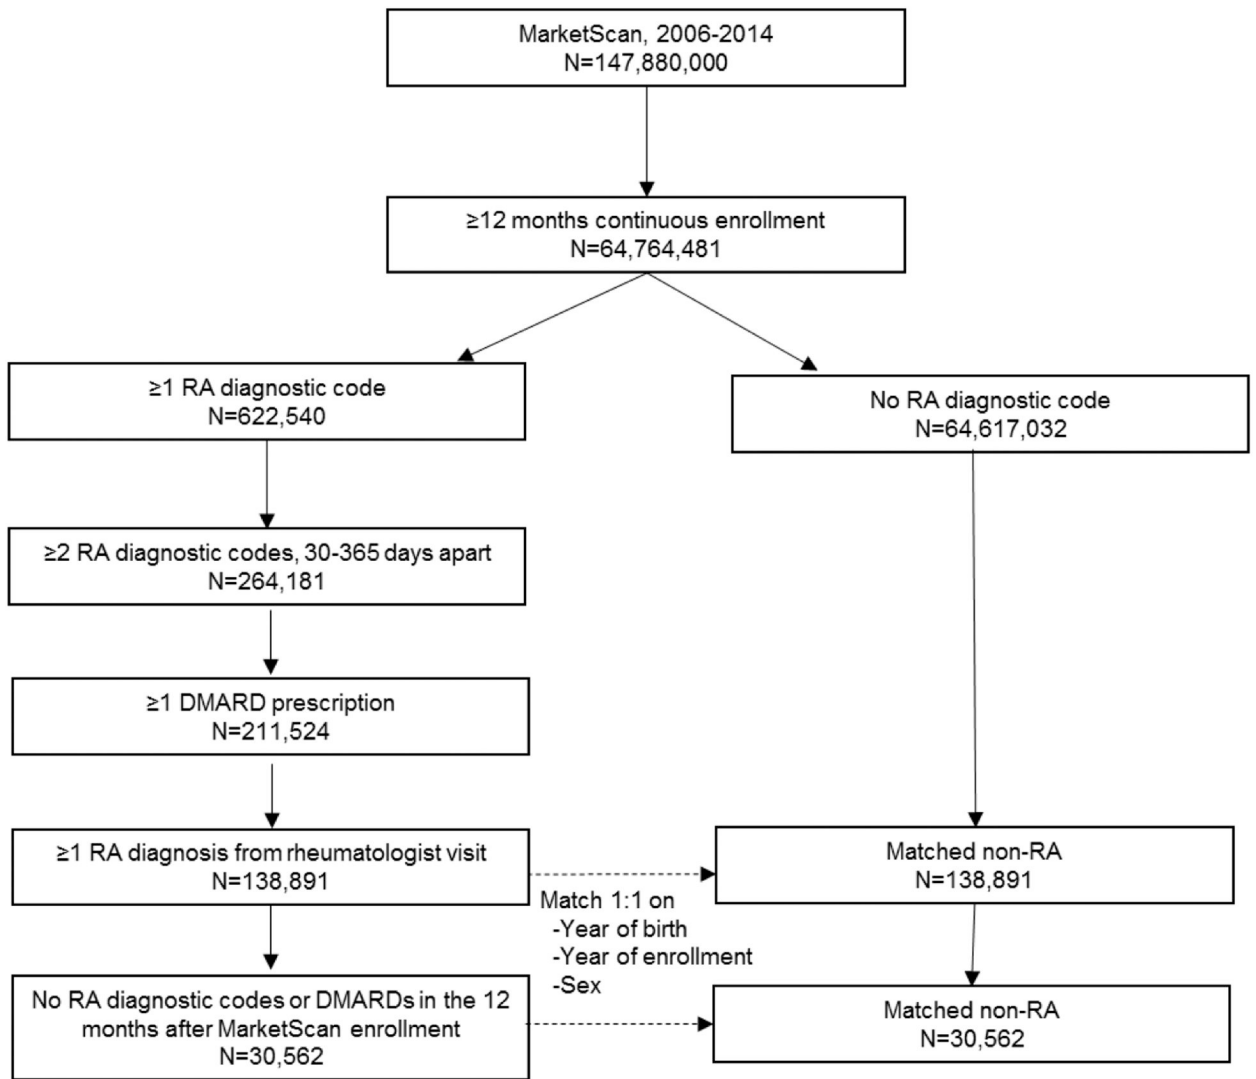 MarketScan, 2006-2014
N=147,880,000
≥12 months continuous enrollment
N=64,764,481
≥1 RA diagnostic code
N=622,540
No RA diagnostic code
N=64,617,032
≥2 RA diagnostic codes, 30-365 days apart
N=264,181
≥1 DMARD prescription
N=211,524
≥1 RA diagnosis from rheumatologist visit
N=138,891
Matched non-RA
N=138,891
Match 1:1 on
-Year of birth
-Year of enrollment
-Sex
No RA diagnostic codes or DMARDs in the 12
months after MarketScan enrollment
N=30,562
Matched non-RA
N=30,562